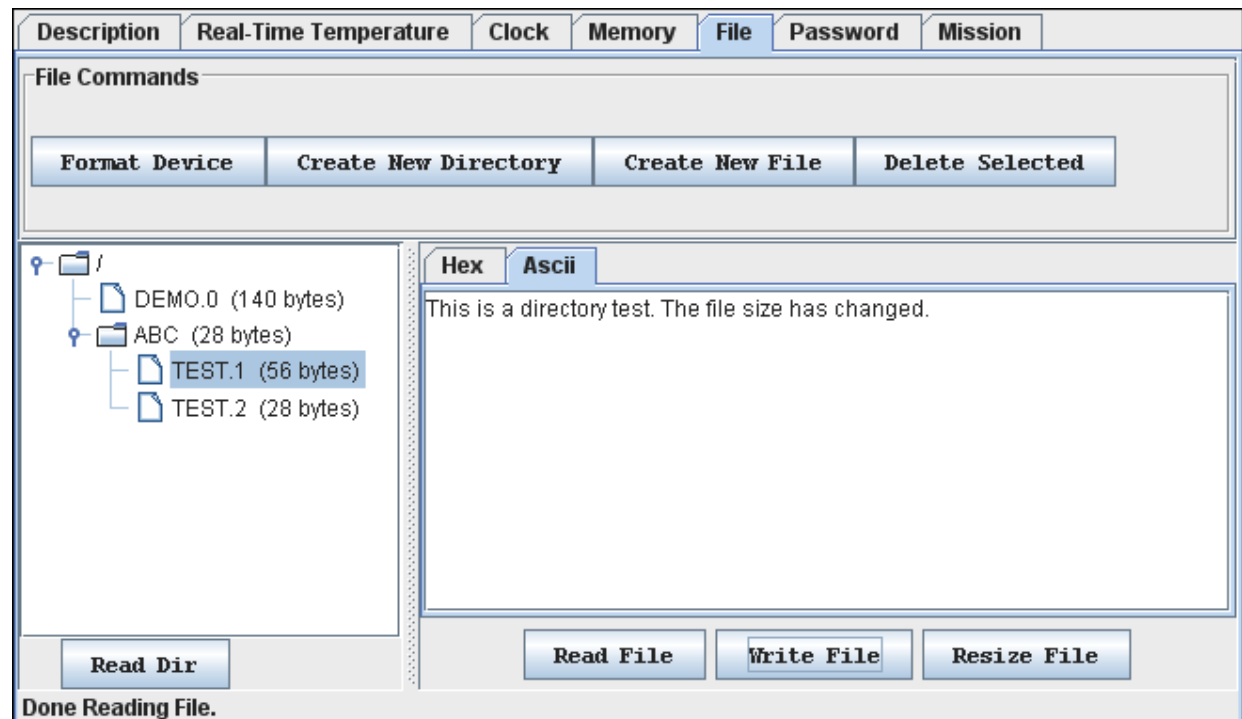 Description Real-Time Temperature Clock Memory File Password Mission
File Commands
Format Device Create New Directory Create New File Delete Selected
/
DEMO.0 (140 bytes)
ABC (28 bytes)
TEST.1 (56 bytes)
TEST.2 (28 bytes)
Read Dir
Hex Ascii
This is a directory test. The file size has changed.
Read File Write File Resize File
Done Reading File.